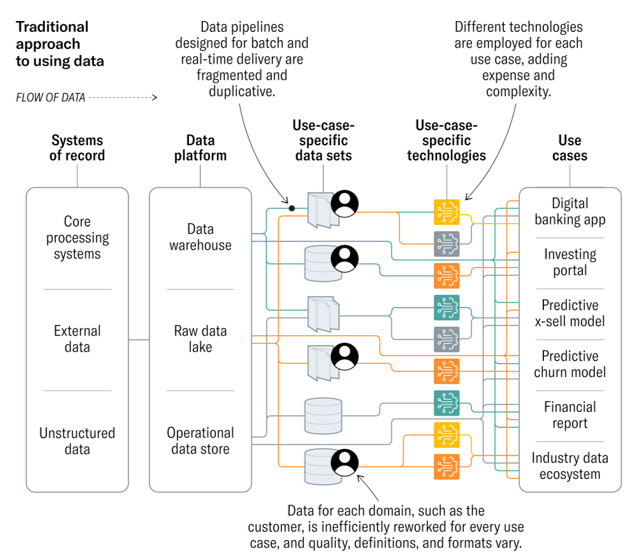 Traditional
approach
to using data
FLOW OF DATA
Data pipelines
designed for batch and
real-time delivery are
fragmented and
duplicative.
Different technologies
are employed for each
use case, adding
expense and
complexity.
Systems
of record
Data
platform
Use-case-
specific
data sets
Use-case-
specific
technologies
Use
cases
Core
processing
systems
External
data
Unstructured
data
Data
warehouse
Raw data
lake
Operational
data store
Digital
banking app
Investing
portal
Predictive
x-sell model
Predictive
churn model
Financial
report
Industry data
ecosystem
Data for each domain, such as the
customer, is inefficiently reworked for every use
case, and quality, definitions, and formats vary.